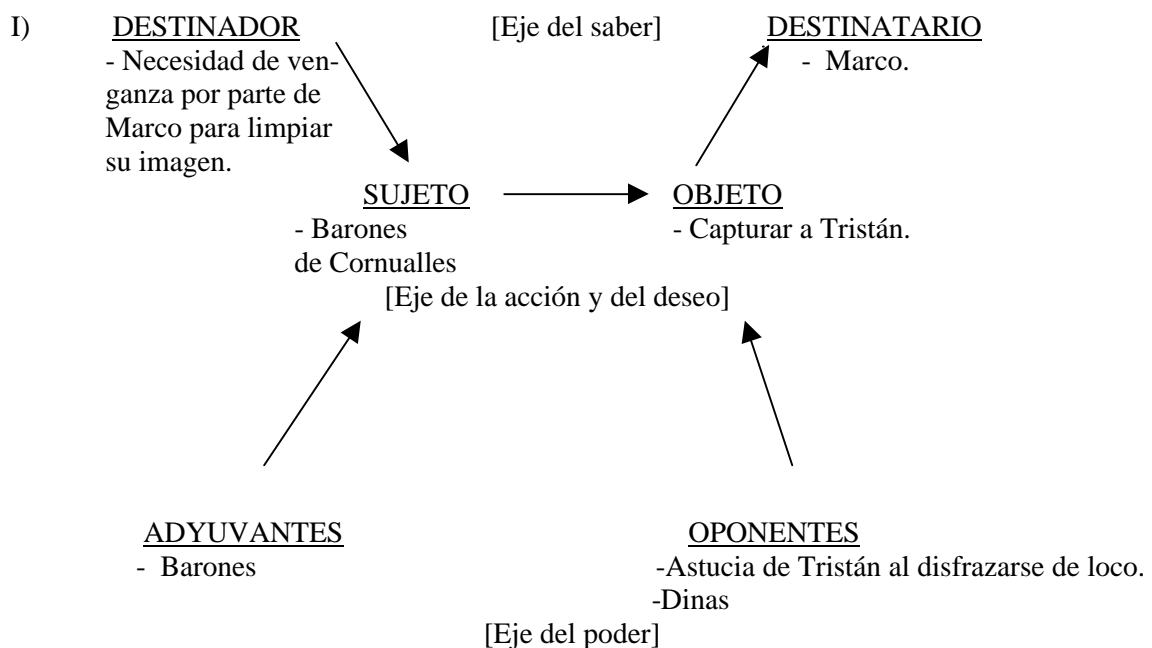 I) DESTINADOR [Eje del saber] DESTINATARIO
- Necesidad de ven- - Marco.
ganza por parte de
Marco para limpiar
su imagen.
SUJETO OBJETO
- Barones - Capturar a Tristán.
de Cornualles
[Eje de la acción y del deseo]
ADYUVANTES OPONENTES
- Barones -Astucia de Tristán al disfrazarse de loco.
-Dinas
[Eje del poder]